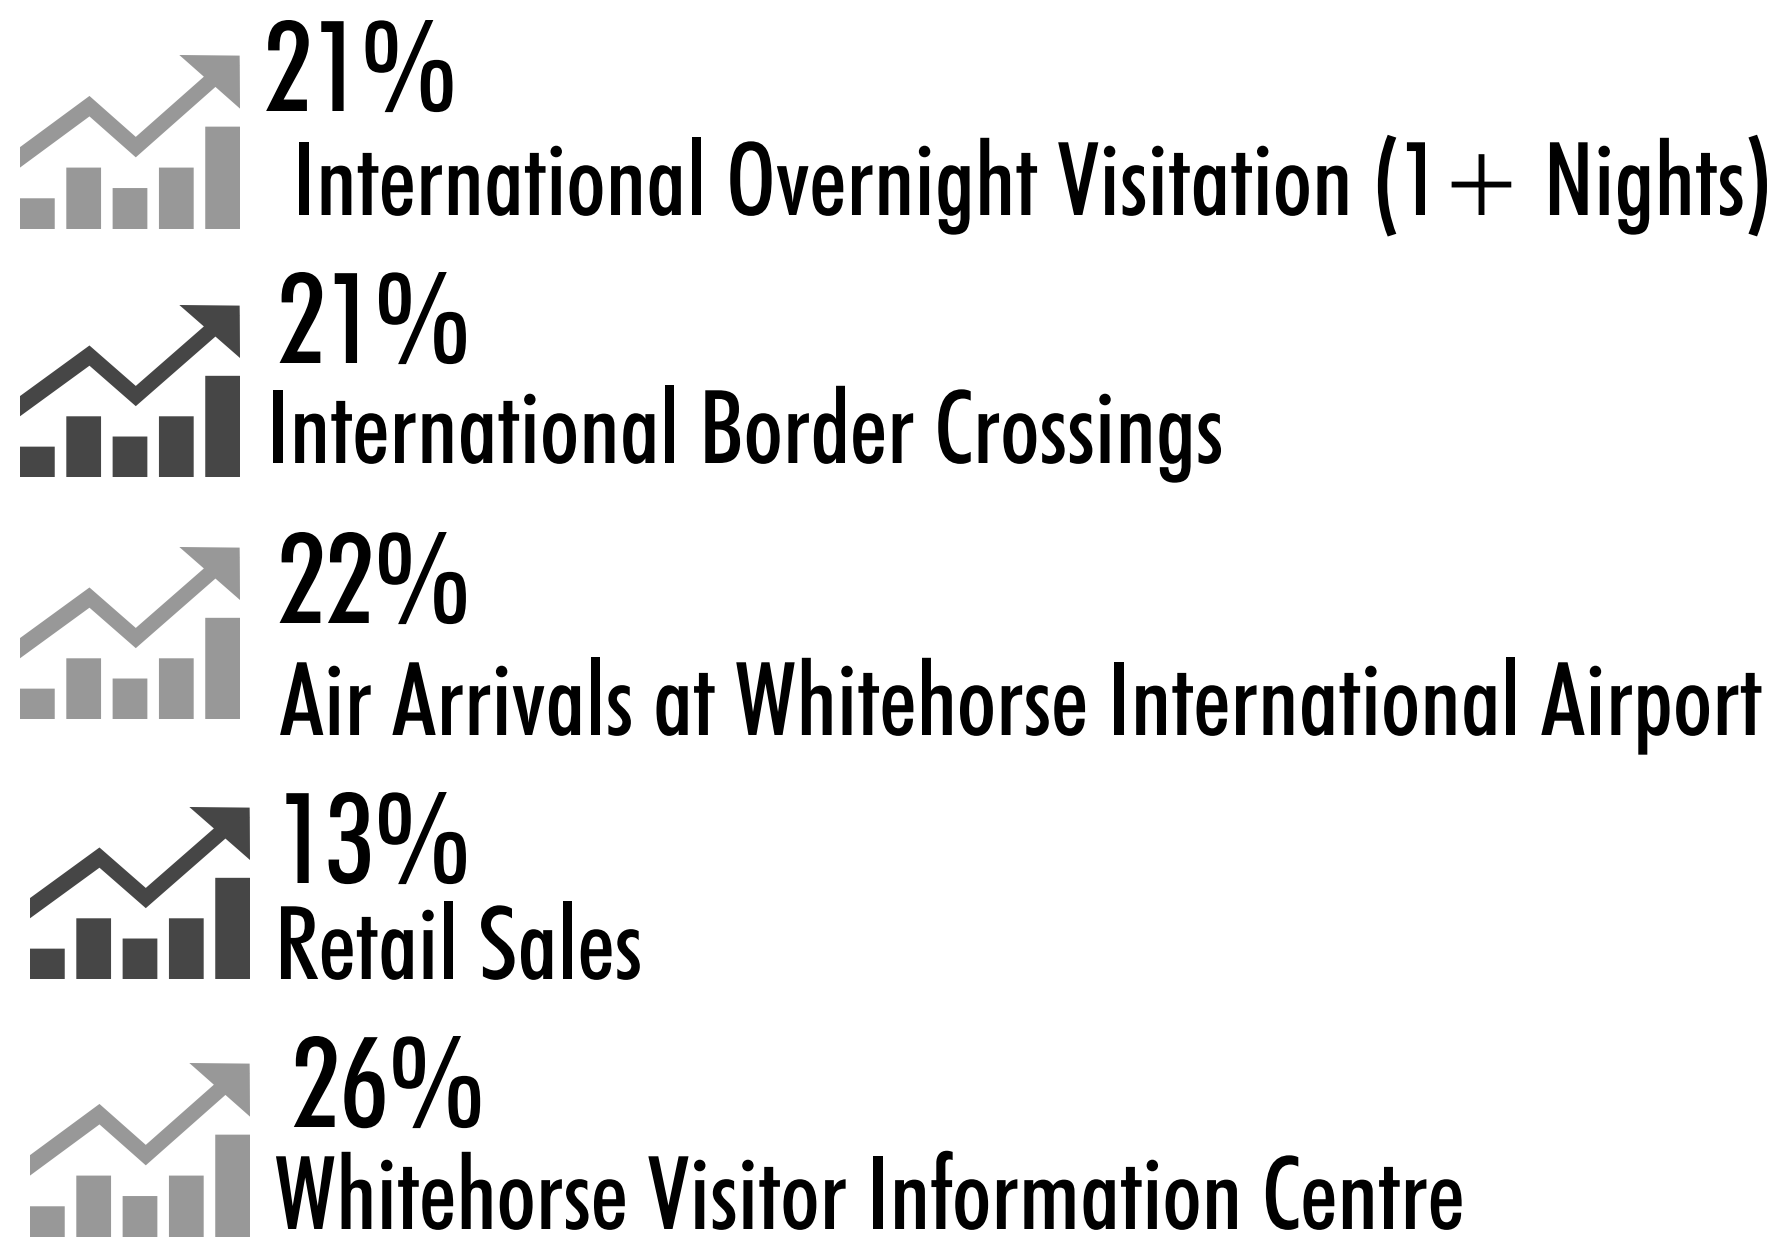 21%
International Overnight Visitation (1+ Nights)
21%
International Border Crossings
22%
Air Arrivals at Whitehorse International Airport
13%
Retail Sales
26%
Whitehorse Visitor Information Centre